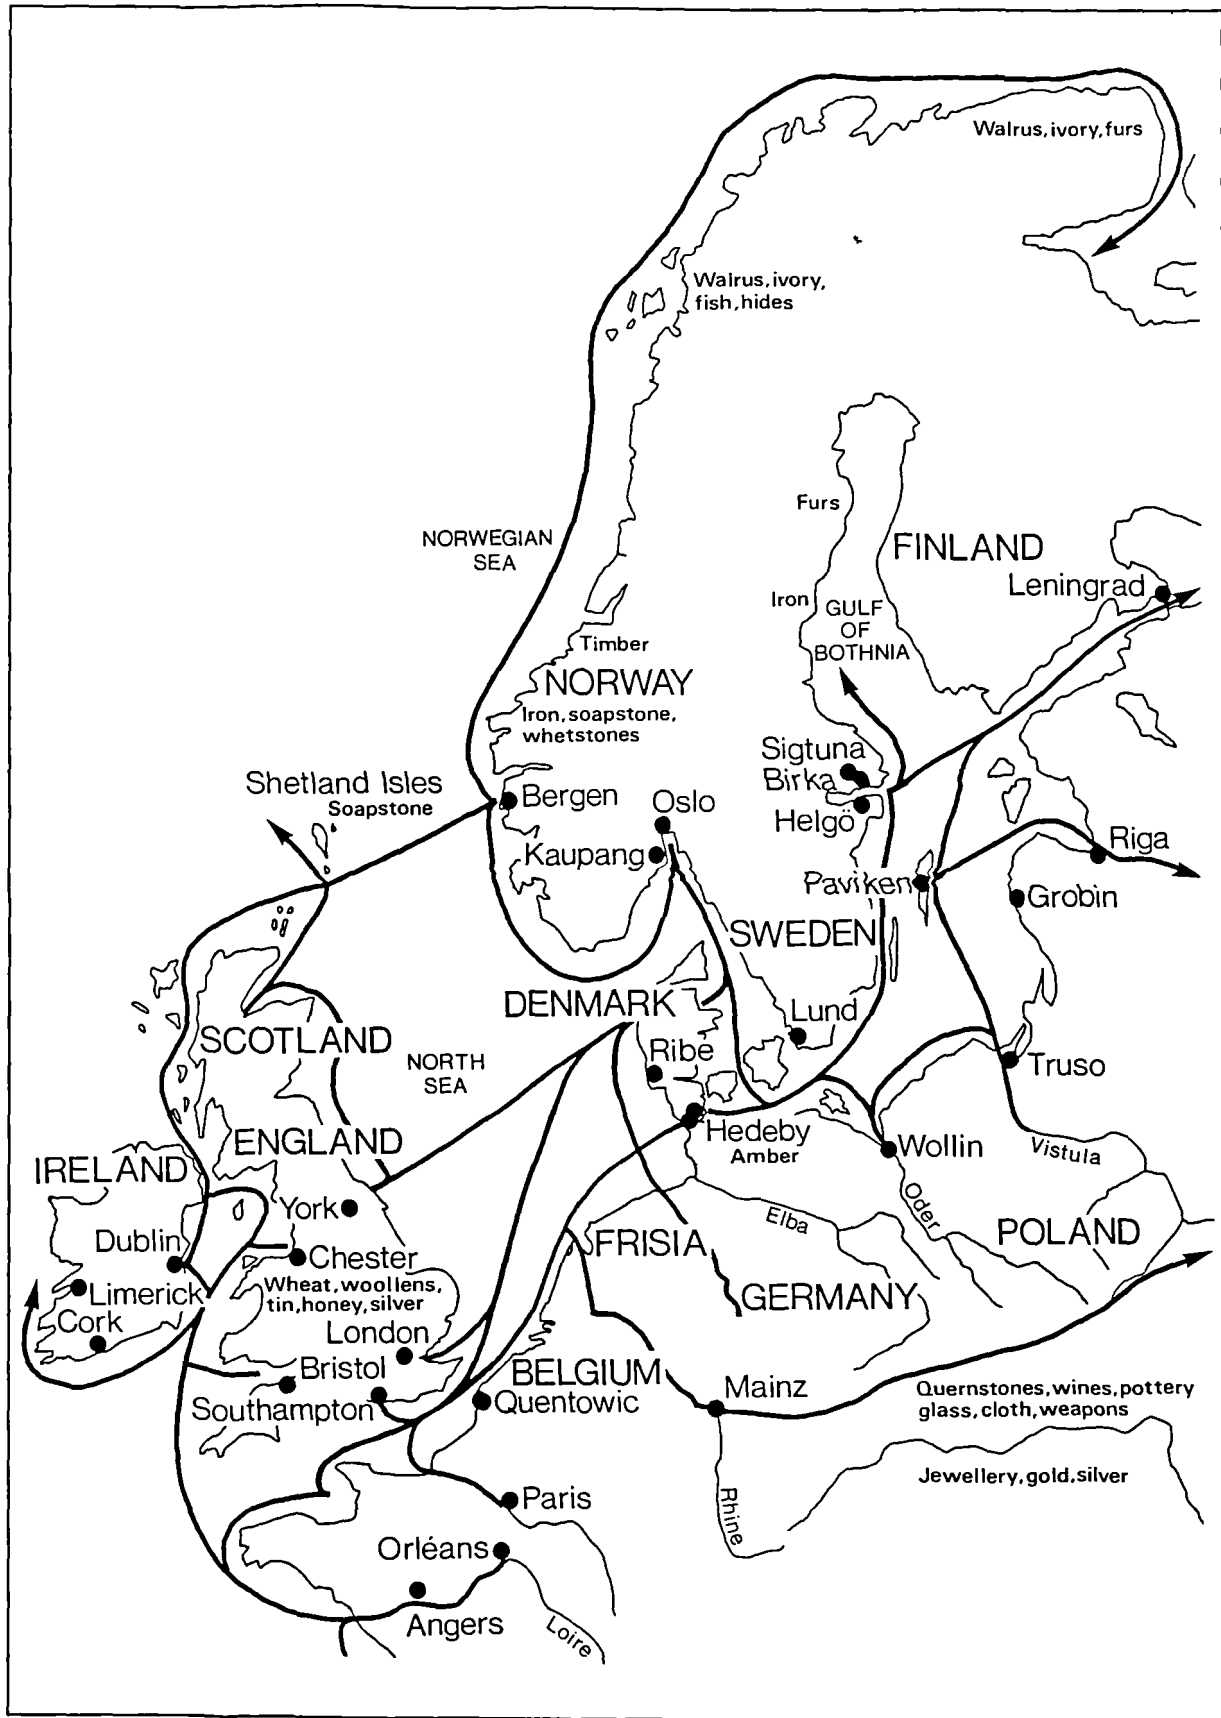 Walrus, ivory, furs
Walrus, ivory,
fish, hides
Furs
NORWEGIAN
SEA
FINLAND
Leningrad
Iron
GULF
OF
BOTHNIA
Timber
NORWAY
Iron, soapstone,
whetstones
Sigtuna
Birka
Helgö
Shetland Isles
Soapstone
Bergen
Oslo
Kaupang
Riga
Paviken
Grobin
SWEDEN
DENMARK
Lund
SCOTLAND
NORTH
SEA
Ribe
Truso
ENGLAND
Hedeby
Amber
Wollin
Vistula
IRELAND
York
Elba
Oder
POLAND
Dublin
FRISIA
Chester
Wheat, woollens,
tin, honey, silver
Limerick
GERMANY
Cork
London
Bristol
BELGIUM
Mainz
Southampton
Quentowic
Quernstones, wines, pottery
glass, cloth, weapons
Jewellery, gold, silver
Paris
Rhine
Orléans
Angers
Loire